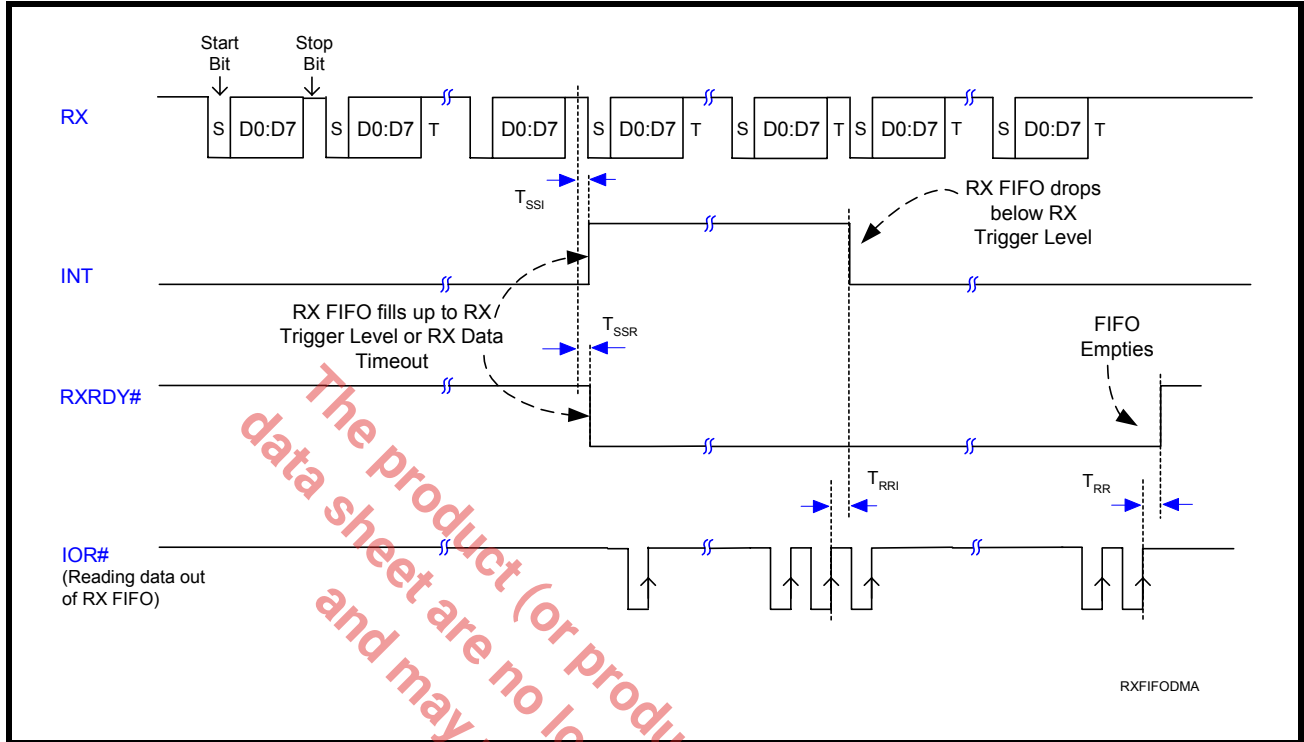 Start
Bit
Stop
Bit
RX
S D0:D7 S D0:D7 T D0:D7 S D0:D7 T S D0:D7 T S D0:D7 T S D0:D7 T
TSSI
RX FIFO drops
below RX
Trigger Level
INT
RX FIFO fills up to RX
Trigger Level or RX Data
Timeout
TSSR
FIFO
Empties
RXRDY#
TRRI
TRR
IOR#
(Reading data out
of RX FIFO)
RXFIFODMA
The product (or produ
data sheet are no lo
and may